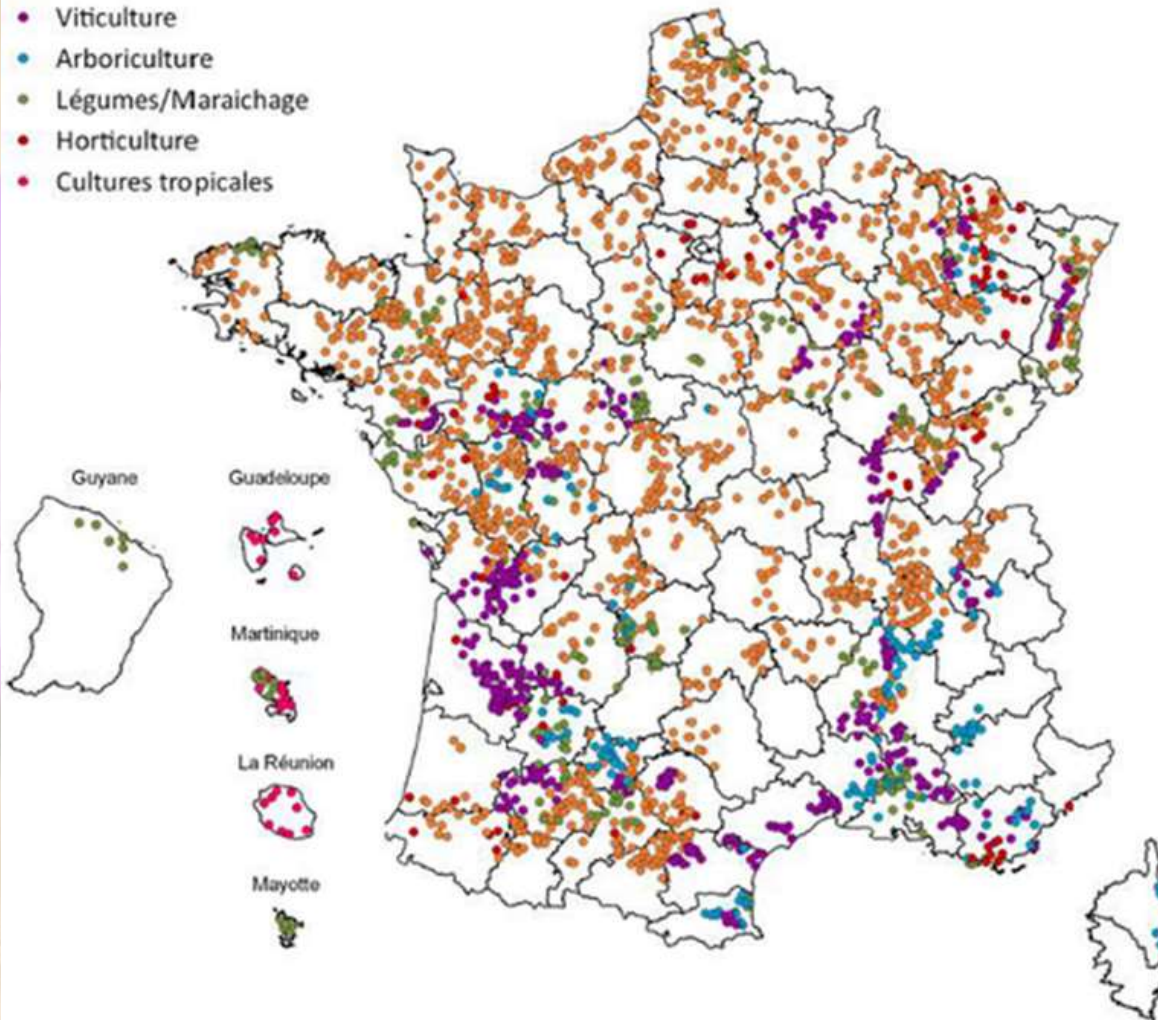 Viticulture
Arboriculture
Légumes/Maraichage
Horticulture
Cultures tropicales
Guyane
Guadeloupe
Martinique
La Réunion
Mayotte